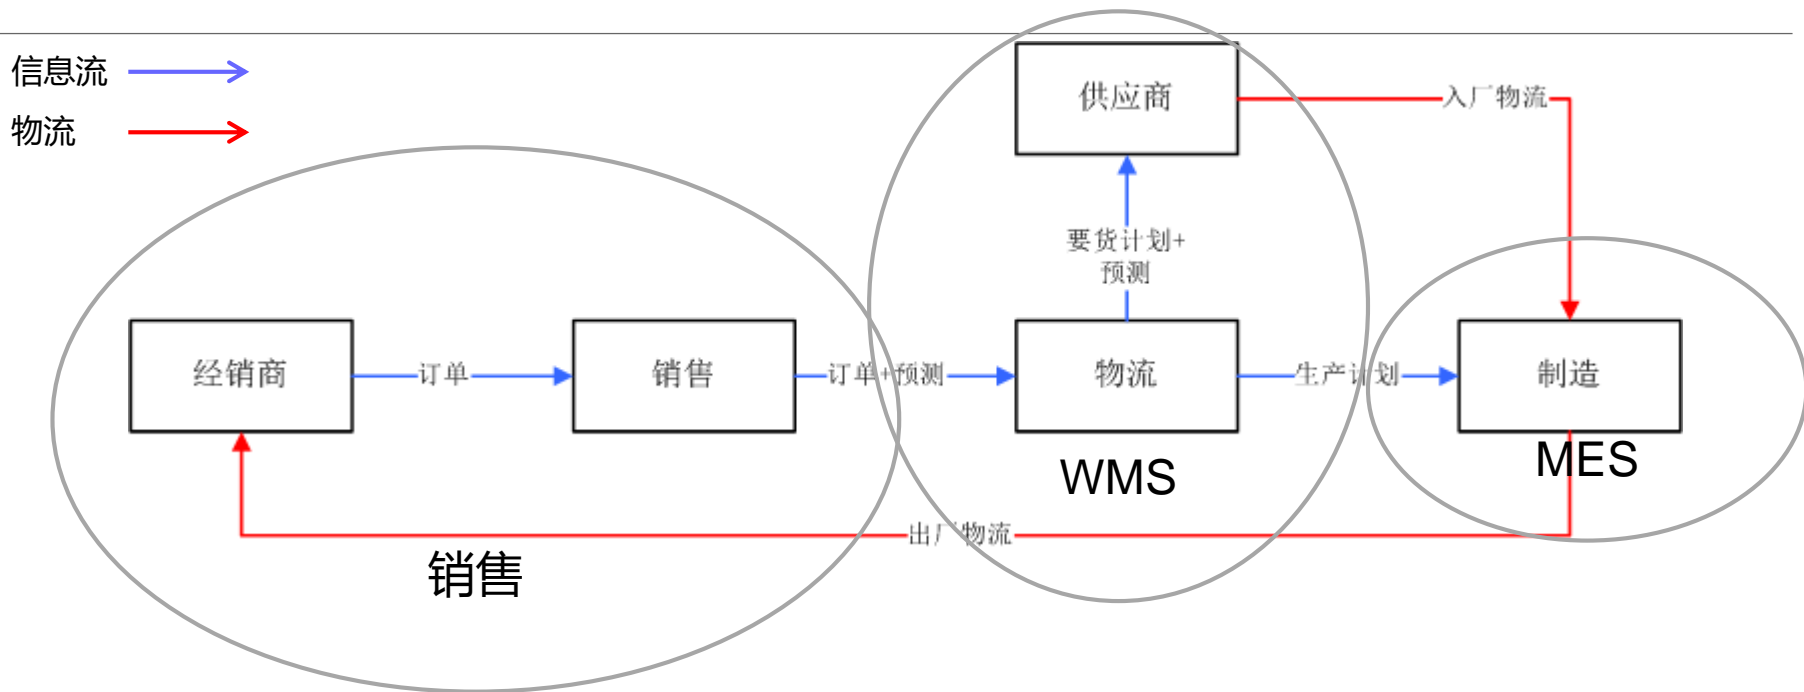 信息流
物流
供应商
入厂物流
要货计划+
预测
经销商
订单
销售
订单+预测
物流
生产计划
制造
WMS
MES
出厂物流
销售